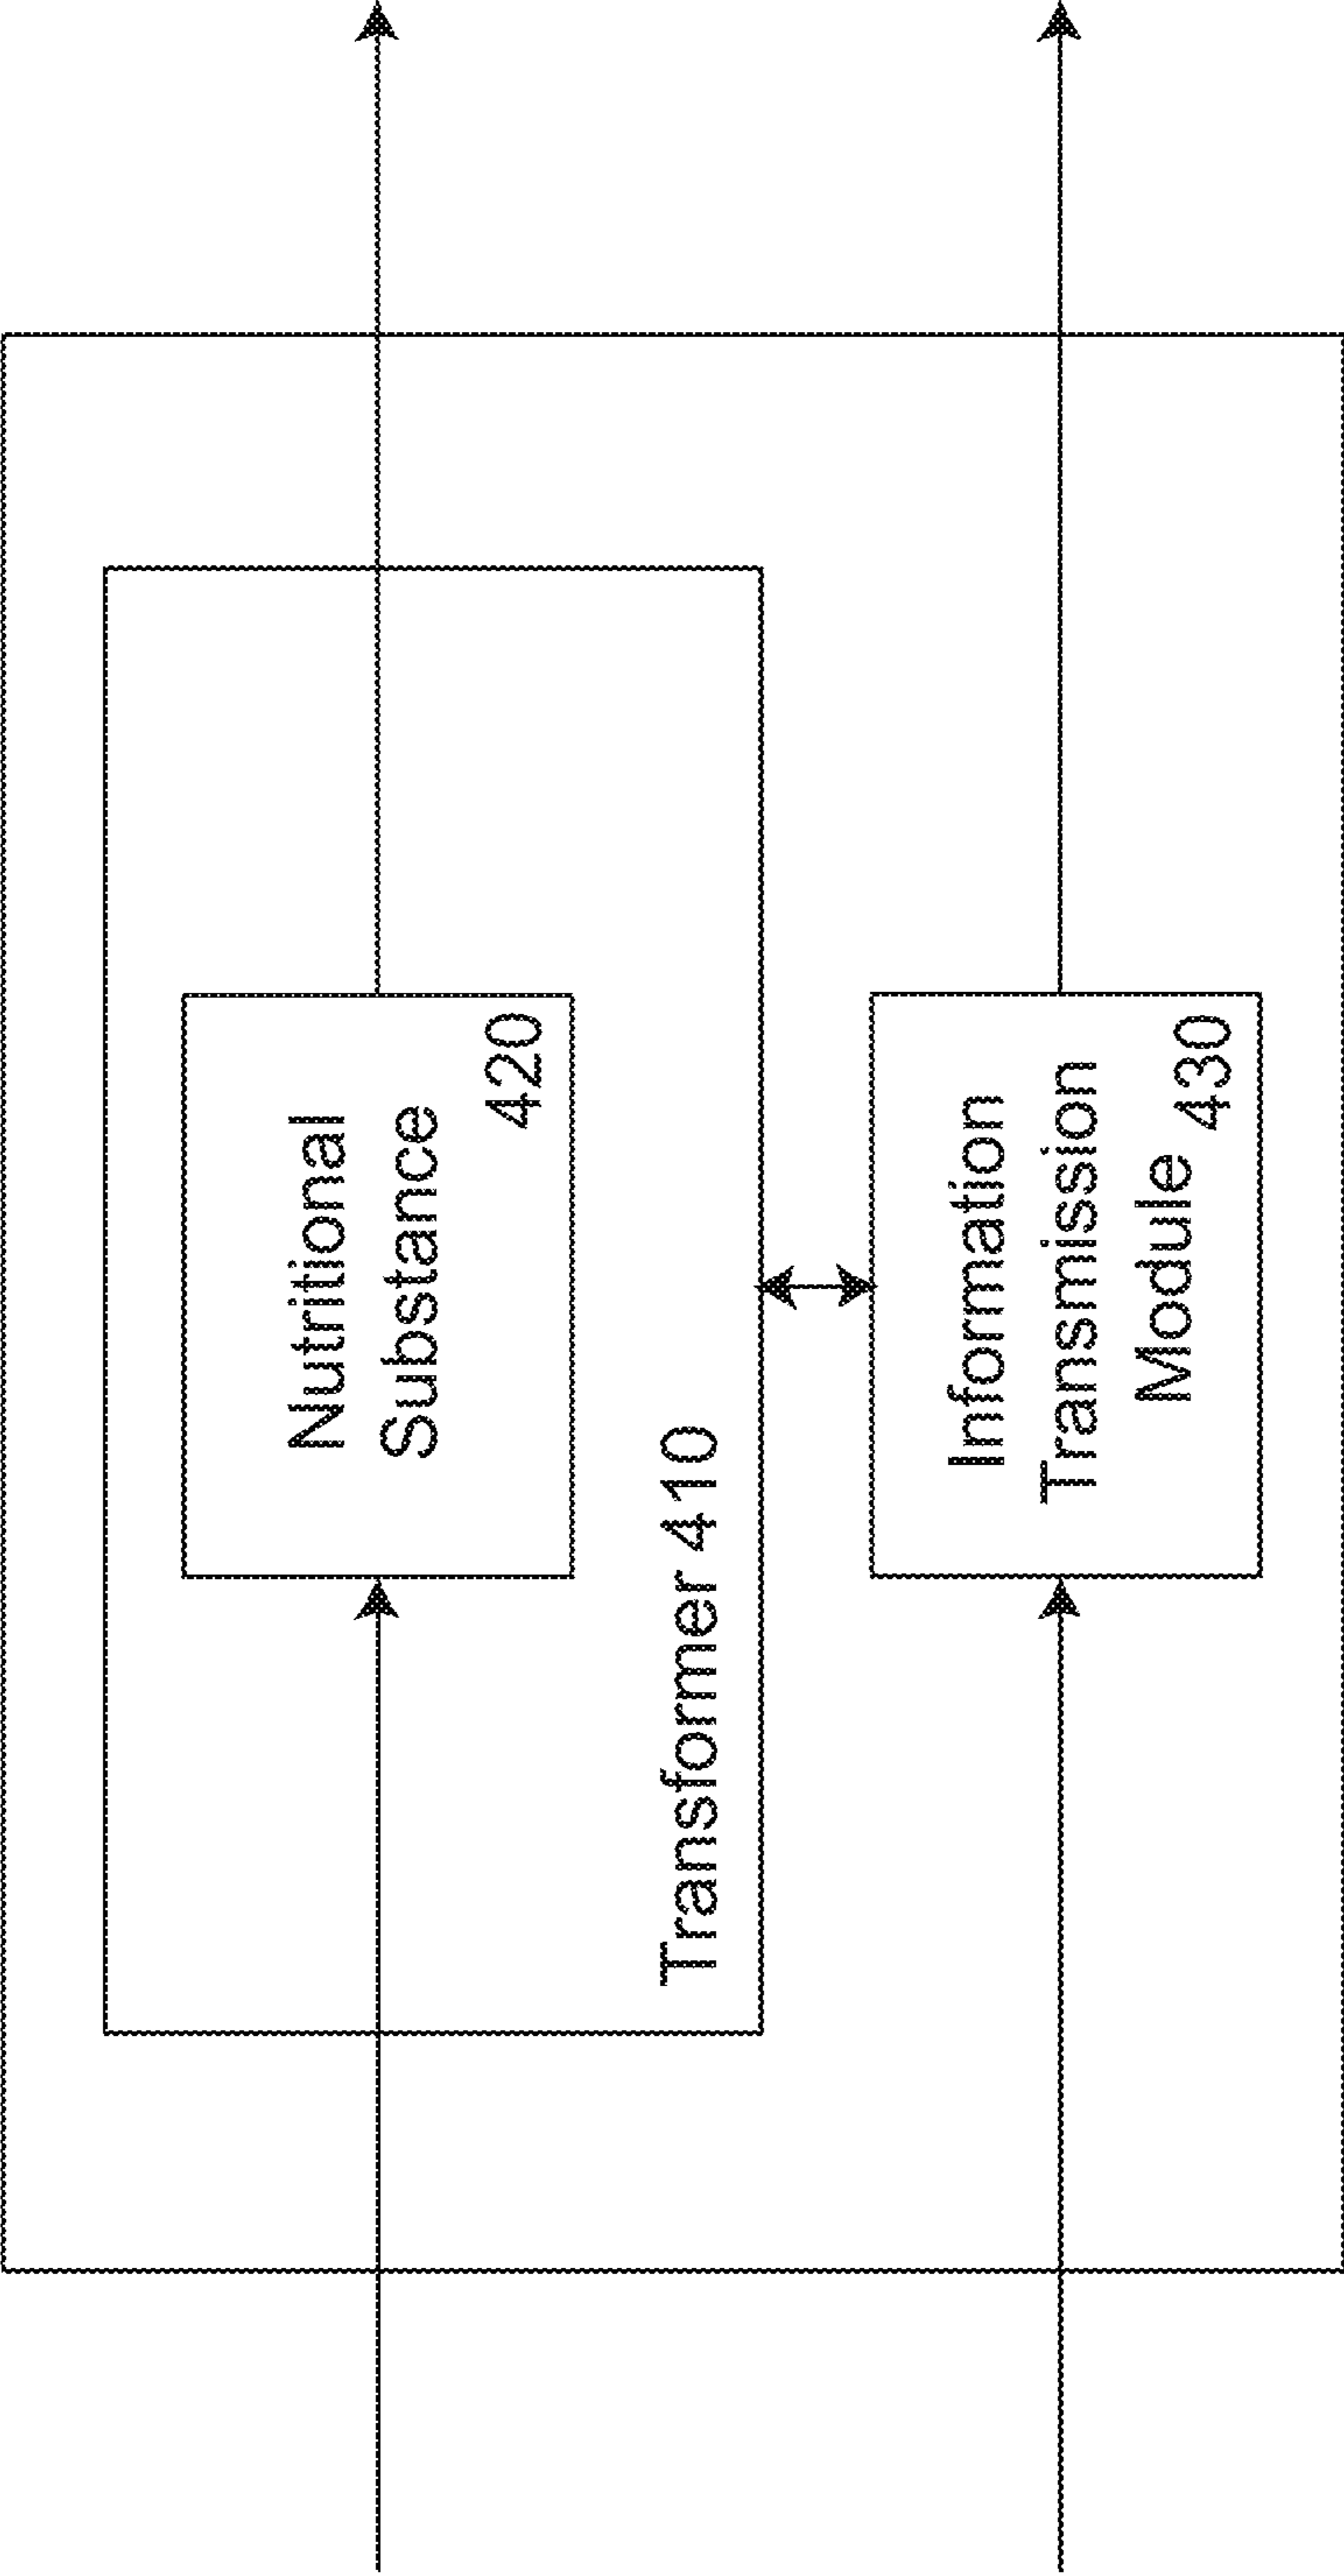 Nutritional
Substance
420
Transformer 410
Information
Transmission
Module
430